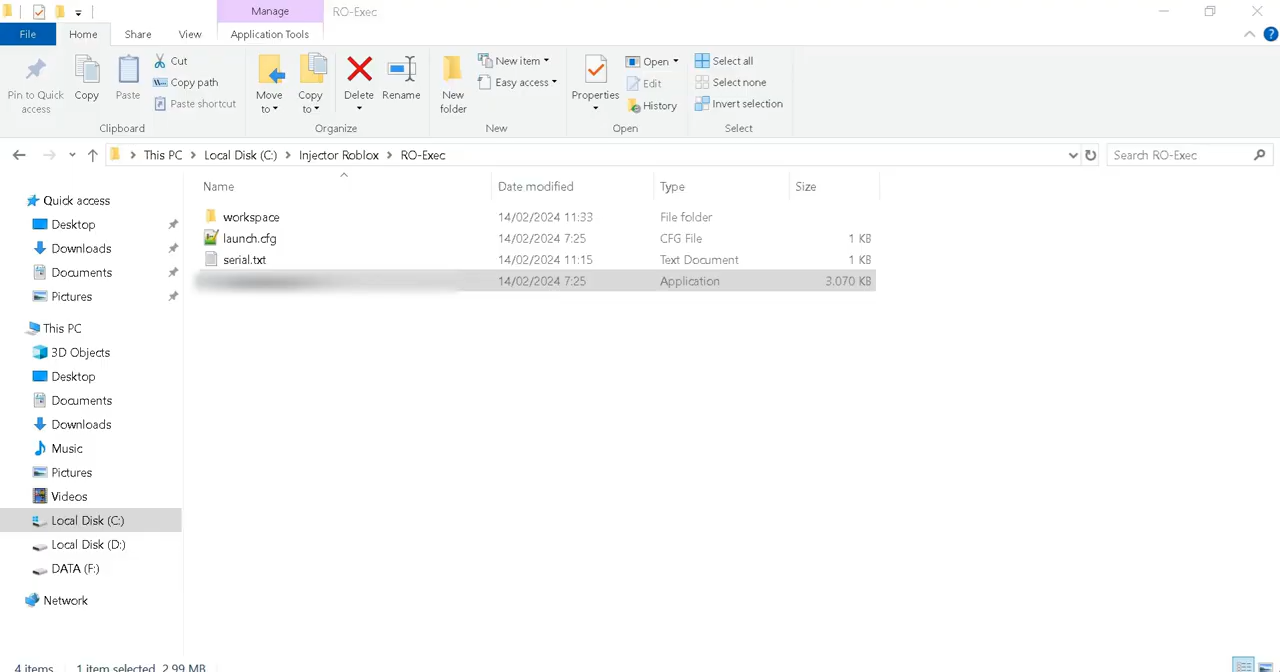 Manage
RO-Exec
File
Home
Share
View
Application Tools
Pin to Quick access
Copy
Paste
Cut
Copy path
Paste shortcut
Clipboard
Move to
Copy to
Delete
Rename
Organize
New folder
New item
Easy access
New
Properties
Open
Edit
History
Open
Select all
Select none
Invert selection
Select
This PC > Local Disk (C:) > Injector Roblox > RO-Exec
Search RO-Exec
Name Date modified Type Size
workspace 14/02/2024 11:33 File folder
launch.cfg 14/02/2024 7:25 CFG File 1 KB
serial.txt 14/02/2024 11:15 Text Document 1 KB
14/02/2024 7:25 Application 3.070 KB
Quick access
Desktop
Downloads
Documents
Pictures
This PC
3D Objects
Desktop
Documents
Downloads
Music
Pictures
Videos
Local Disk (C:)
Local Disk (D:)
DATA (F:)
Network
4 items 1 item selected 2,99 MB